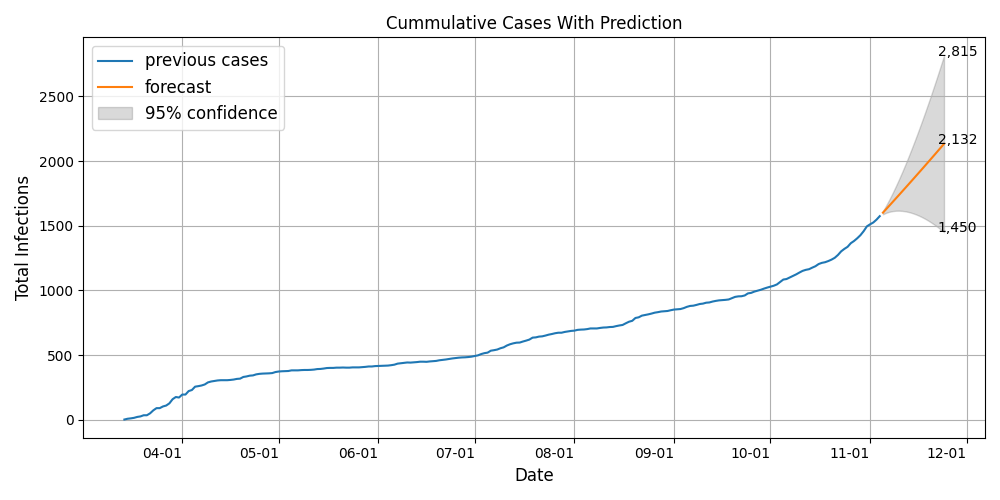 Cummulative Cases With Prediction
previous cases
forecast
95% confidence
2,815
2,132
1,450
Total Infections
2500
2000
1500
1000
500
0
04-01 05-01 06-01 07-01 08-01 09-01 10-01 11-01 12-01
Date